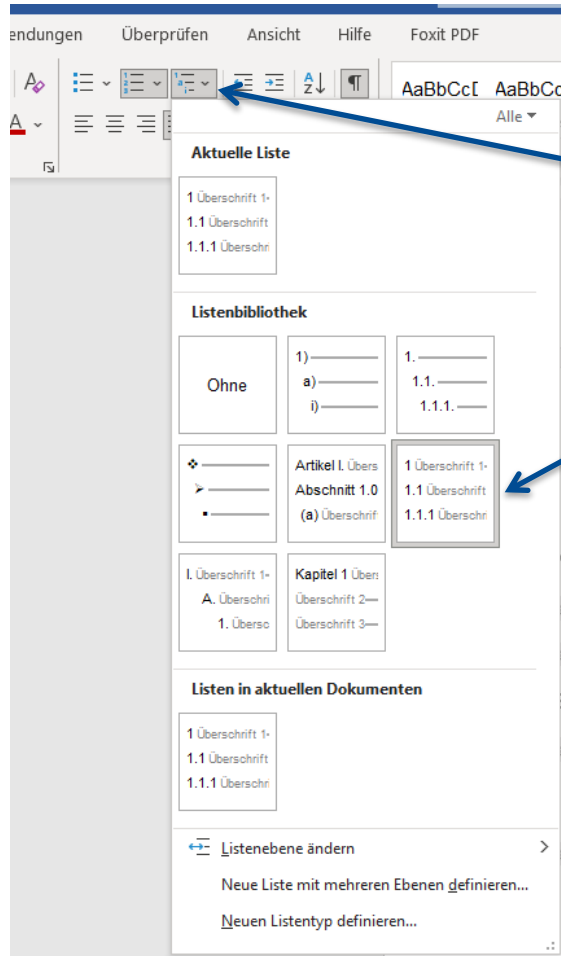 endungen Überprüfen Ansicht Hilfe Foxit PDF
AaBbCcD AaBbCc
Alle
Aktuelle Liste
1 Überschrift 1
1.1 Überschrift
1.1.1 Überschri
Listenbibliothek
Ohne
1)
a)
i)
1.
1.1.
1.1.1.
Artikel I. Übers
Abschnitt 1.0
(a) Überschrif
1 Überschrift 1
1.1 Überschrift
1.1.1 Überschri
I. Überschrift 1
A. Überschri
1. Übersc
Kapitel 1 Übers
Überschrift 2
Überschrift 3
Listen in aktuellen Dokumenten
1 Überschrift 1
1.1 Überschrift
1.1.1 Überschri
Listenebene ändern
Neue Liste mit mehreren Ebenen definieren...
Neuen Listentyp definieren...